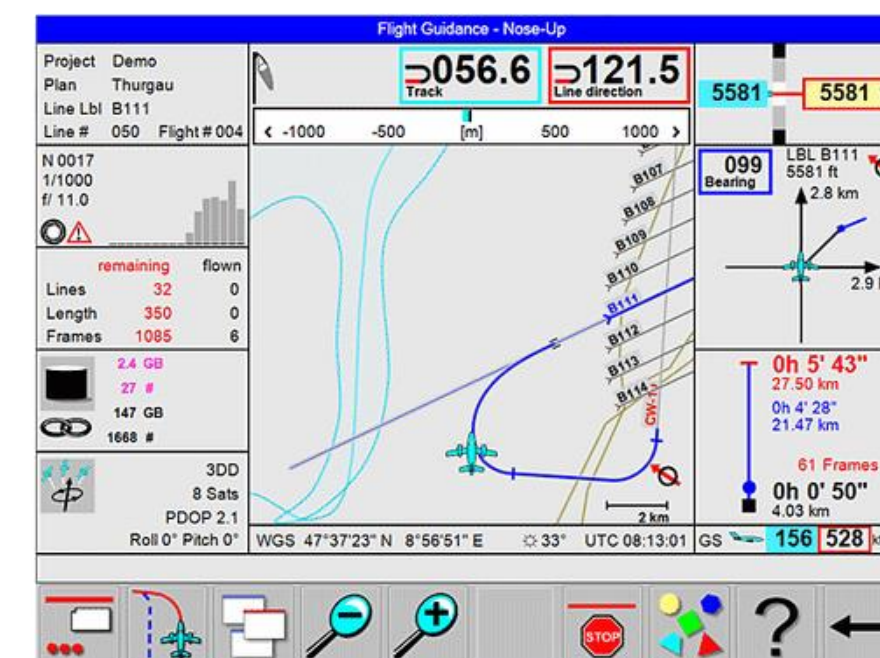 Flight Guidance - Nose-Up
Project Demo
Plan Thurgau
Line Lbl B111
Line # 050 Flight # 004
N 0017
1/1000
f/ 11.0
remaining flown
Lines 32 0
Length 350 0
Frames 1085 6
2.4 GB
27 #
147 GB
1668 #
3DD
8 Sats
PDOP 2.1
Roll 0° Pitch 0°
056.6
Track
121.5
Line direction
< -1000 -500 [m] 500 1000 >
B107
B108
B109
B110
B111
B112
B113
B114
2 km
WGS 47°37'23" N 8°56'51" E 33° UTC 08:13:01
5581 5581
099
Bearing
LBL B111
5581 ft
2.8 km
2.9
0h 5' 43"
27.50 km
0h 4' 28"
21.47 km
61 Frames
0h 0' 50"
4.03 km
GS 156 528
STOP
?